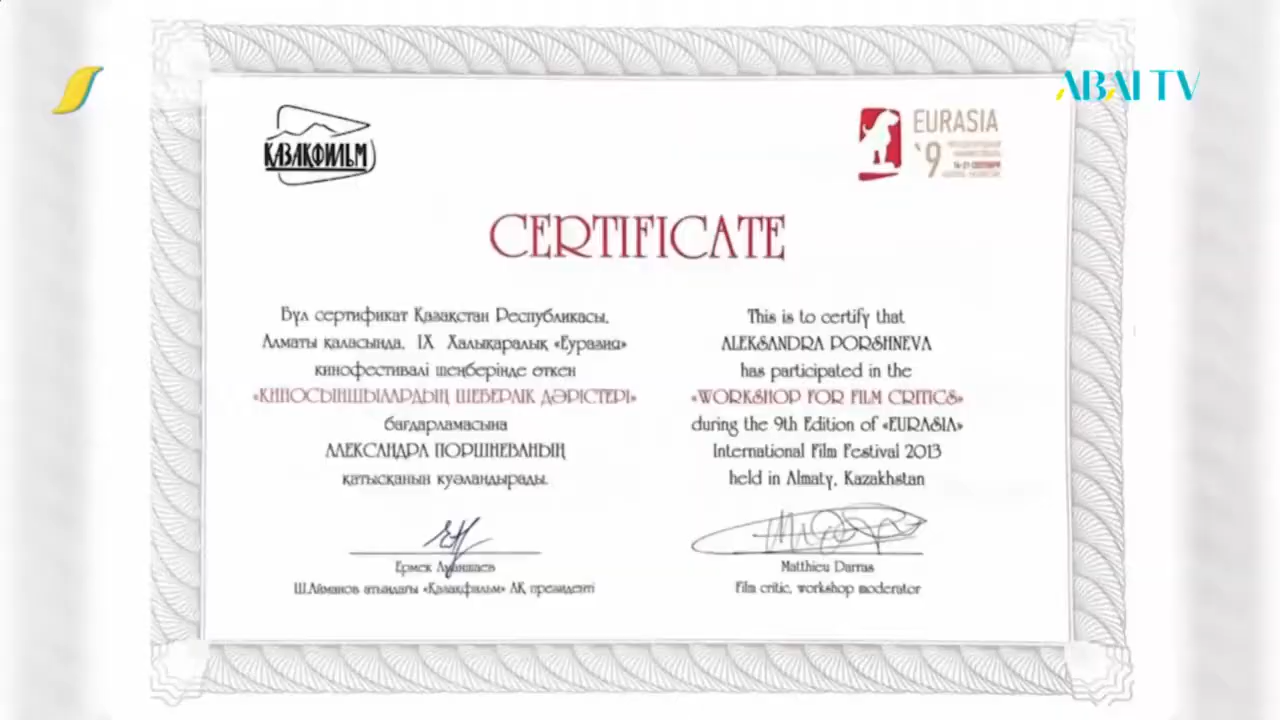 ABAI TV
ҚАЗАҚФИЛЬМ
EURASIA
'9
CERTIFICATE
Бұл сертификат Қазақстан Республикасы,
Алматы қаласында, IX Халықаралық «Еуразия»
кинофестивалі шеңберінде өткен
«КИНОСЫНШЫЛАРДЫҢ ШЕБЕРЛІК ДӘРІСТЕРІ»
бағдарламасына
АЛЕКСАНДРА ПОРШНЕВАНЫҢ
қатысқанын куәландырады.
Ермек Аманшаев
Ш.Айманов атындағы «Қазақфильм» АҚ президенті
This is to certify that
ALEKSANDRA PORSHNEVA
has participated in the
«WORKSHOP FOR FILM CRITICS»
during the 9th Edition of «EURASIA»
International Film Festival 2013
held in Almaty, Kazakhstan
Matthieu Darras
Film critic, workshop moderator